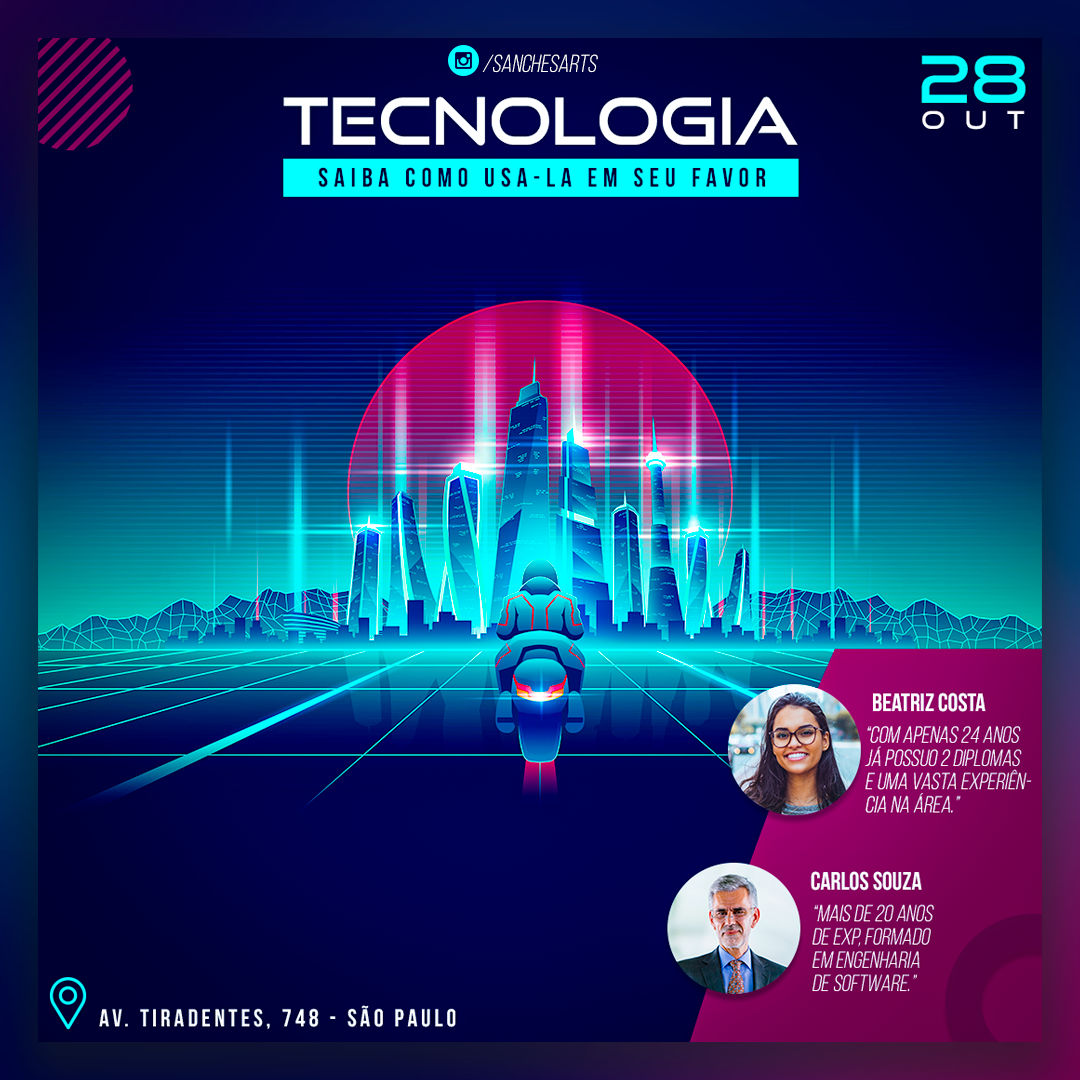 /SANCHESARTS
TECNOLOGIA
SAIBA COMO USA-LA EM SEU FAVOR
28
OUT
BEATRIZ COSTA
“COM APENAS 24 ANOS
JÁ POSSUO 2 DIPLOMAS
E UMA VASTA EXPERIÊN-
CIA NA ÁREA.”
CARLOS SOUZA
“MAIS DE 20 ANOS
DE EXP, FORMADO
EM ENGENHARIA
DE SOFTWARE.”
AV. TIRADENTES, 748 - SÃO PAULO